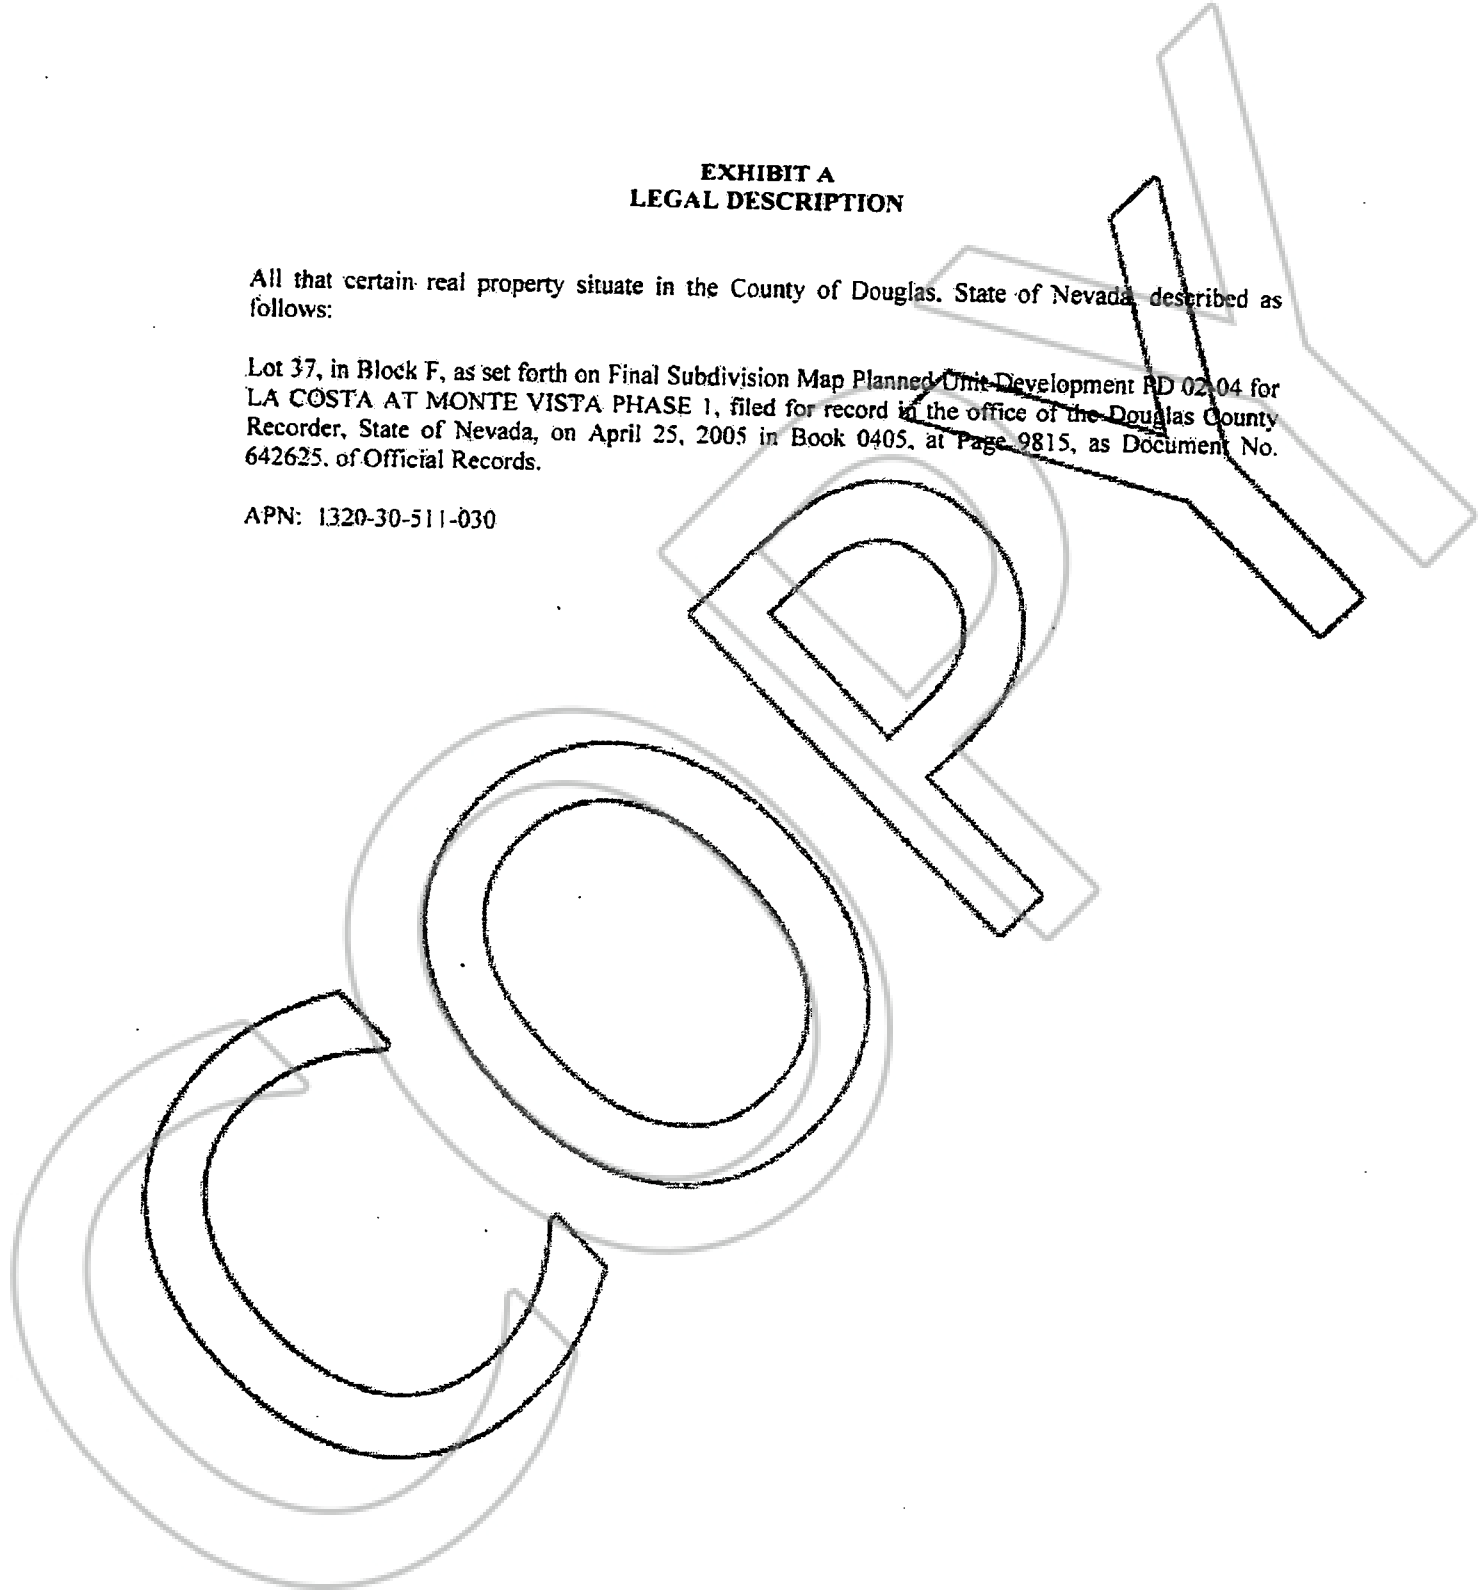 EXHIBIT A
LEGAL DESCRIPTION
All that certain real property situate in the County of Douglas, State of Nevada, described as
follows:
Lot 37, in Block F, as set forth on Final Subdivision Map Planned Unit Development PD 02-04 for
LA COSTA AT MONTE VISTA PHASE 1, filed for record in the office of the Douglas County
Recorder, State of Nevada, on April 25, 2005 in Book 0405, at Page 9815, as Document No.
642625, of Official Records.
APN: 1320-30-511-030
COPY
COPY